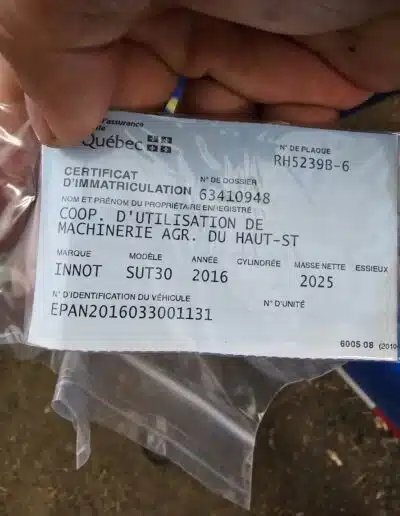 l'assurance
Québec
N° DE PLAQUE
RH5239B-6
CERTIFICAT
D'IMMATRICULATION
N° DE DOSSIER
63410948
NOM ET PRÉNOM DU PROPRIÉTAIRE ENREGISTRÉ
COOP. D'UTILISATION DE
MACHINERIE AGR. DU HAUT-ST
MARQUE MODÈLE ANNÉE CYLINDRÉE MASSE NETTE ESSIEUX
INNOT SUT30 2016 2025
N° D'IDENTIFICATION DU VÉHICULE N° D'UNITÉ
EPAN2016033001131
6005 08